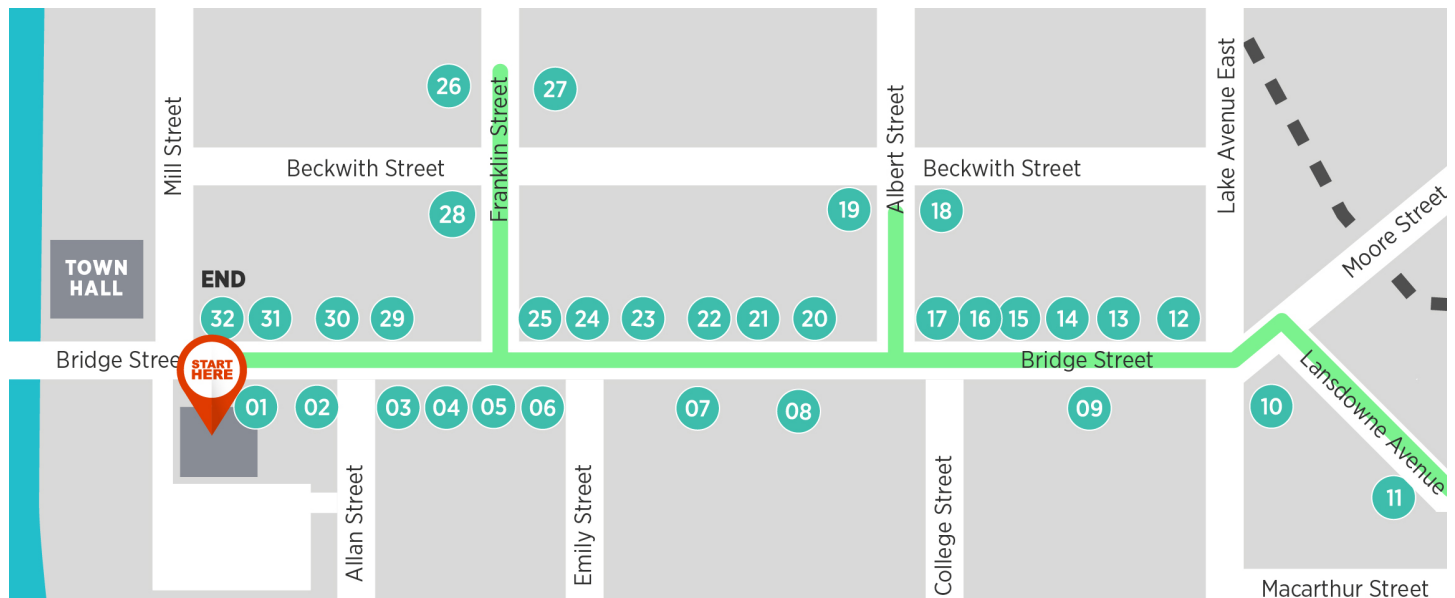 Mill Street
26
Franklin Street
27
Albert Street
Lake Avenue East
Beckwith Street
Beckwith Street
Moore Street
28
19
18
TOWN
HALL
END
32
31
30
29
25
24
23
22
21
20
17
16
15
14
13
12
Bridge Stree
START
HERE
Bridge Street
Lansdowne Avenue
01
02
03
04
05
06
07
08
09
10
11
Allan Street
Emily Street
College Street
Macarthur Street